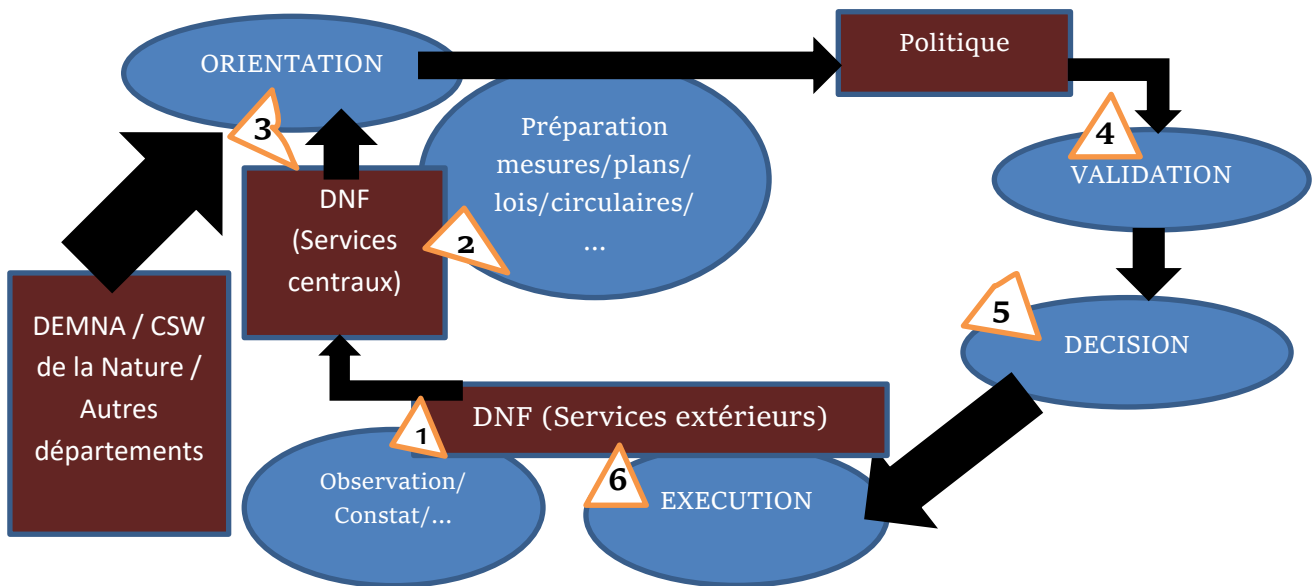 ORIENTATION
Politique
3
4
Préparation
mesures/plans/
lois/circulaires/
...
VALIDATION
DNF
(Services
centraux)
2
DEMNA / CSW
de la Nature /
Autres
départements
5
DECISION
DNF (Services extérieurs)
1
6
Observation/
Constat/...
EXECUTION